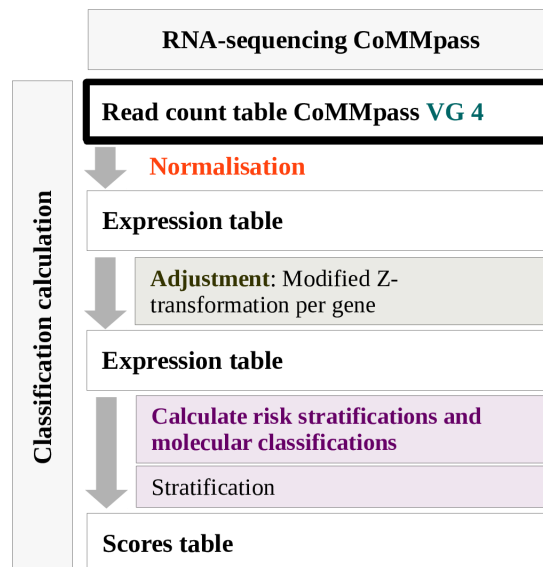 RNA-sequencing CoMMpass
Classification calculation
Read count table CoMMpass VG 4
Normalisation
Expression table
Adjustment: Modified Z-
transformation per gene
Expression table
Calculate risk stratifications and
molecular classifications
Stratification
Scores table